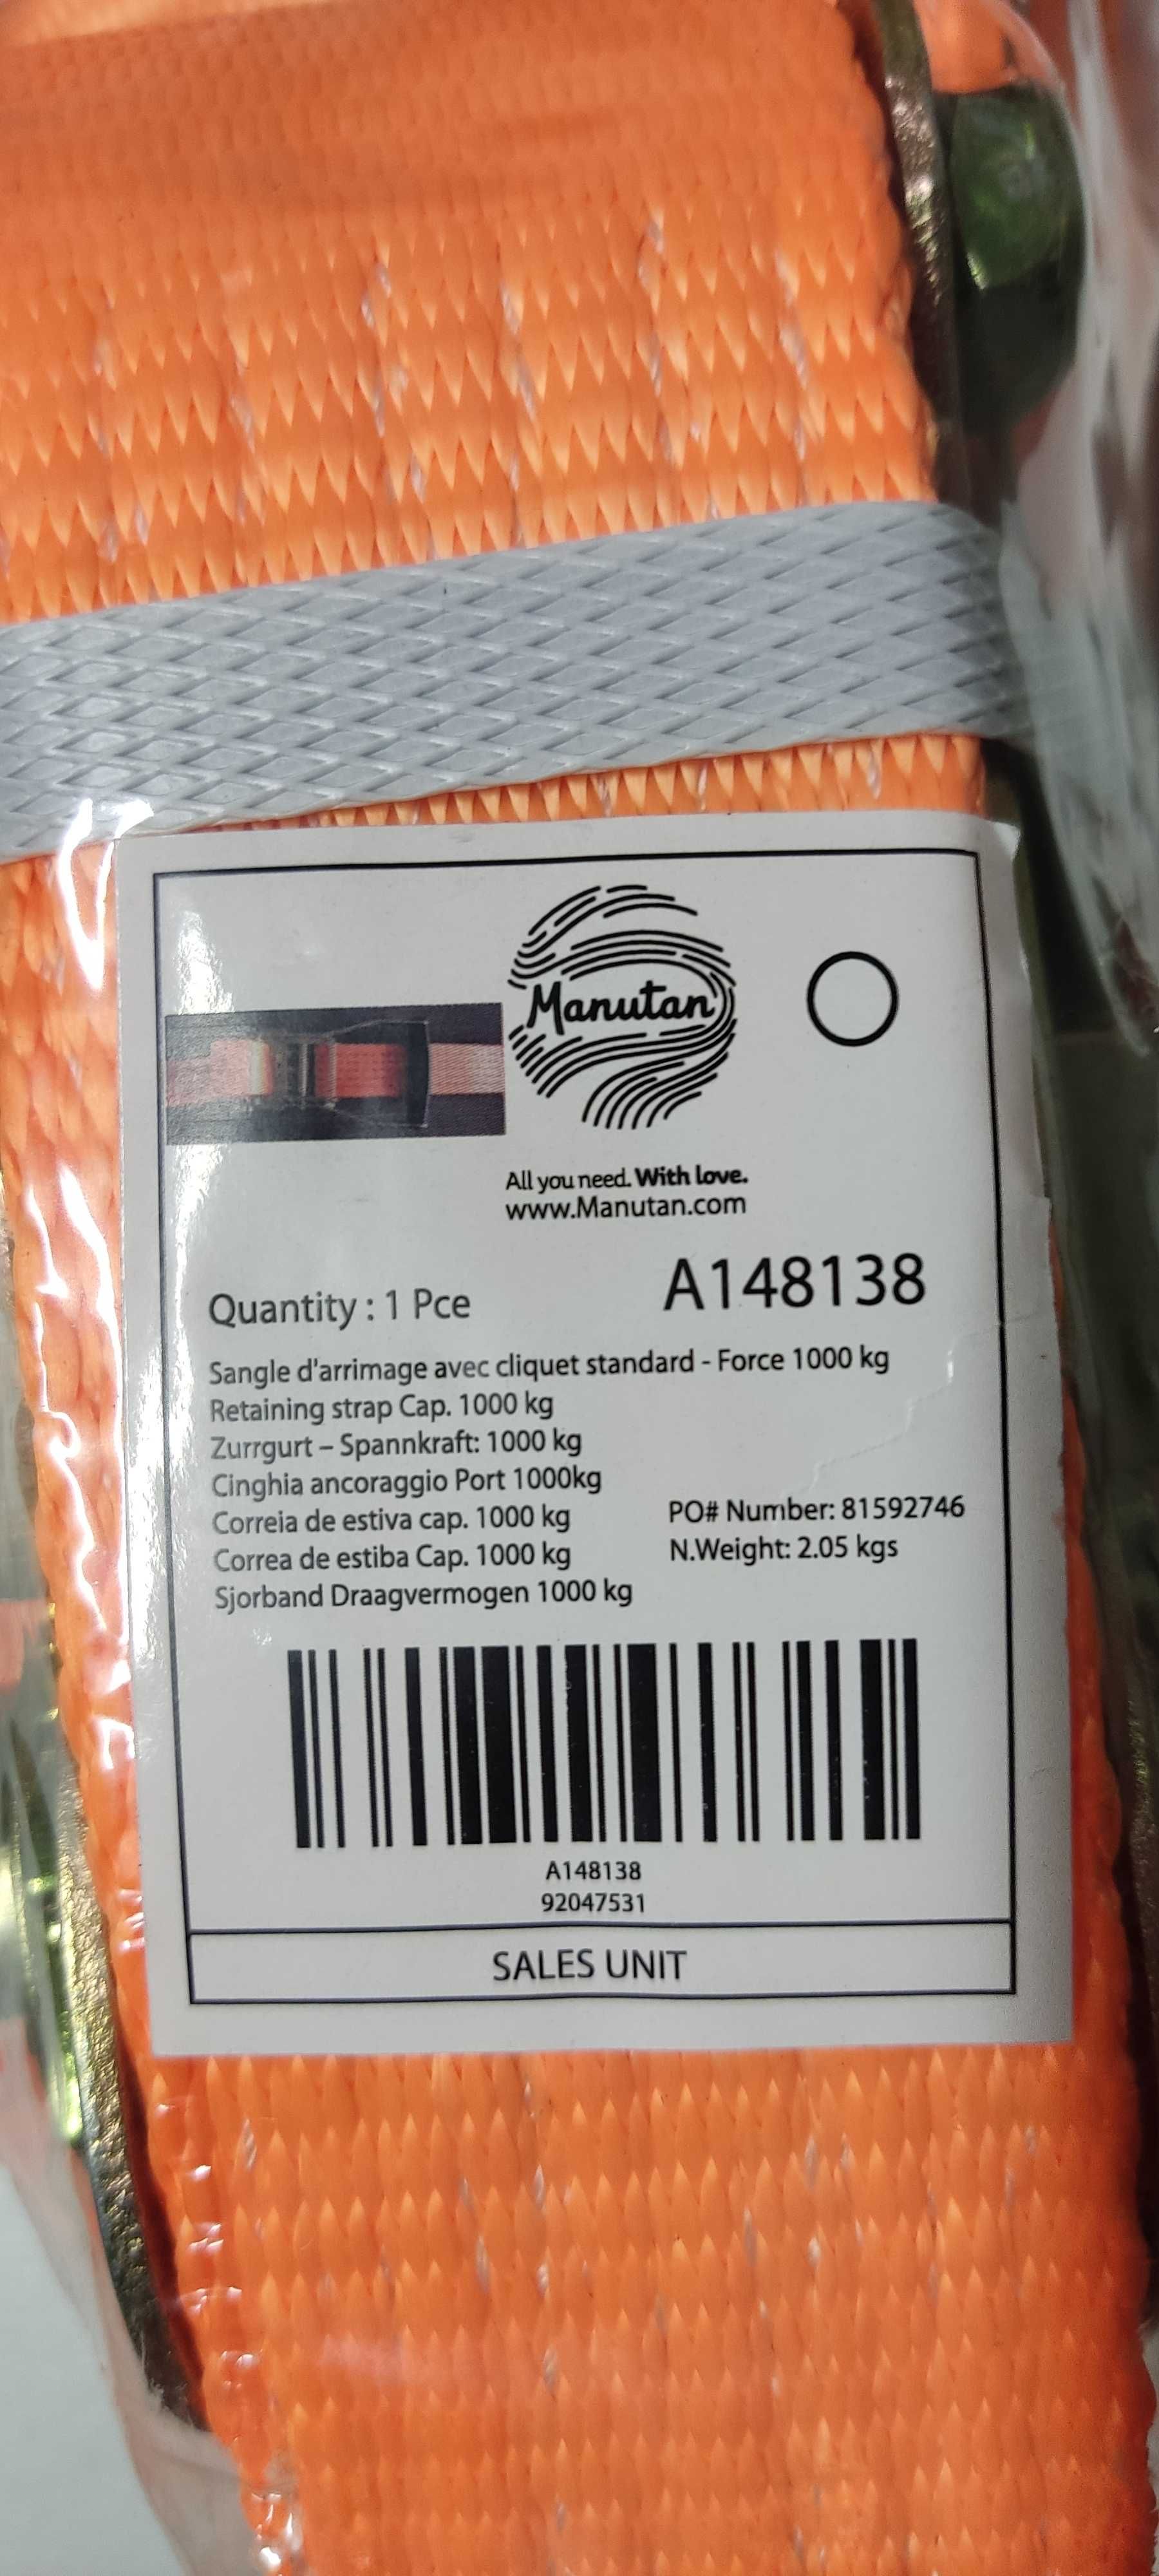 Manutan
All you need. With love.
www.Manutan.com
A148138
Quantity : 1 Pce
Sangle d'arrimage avec cliquet standard - Force 1000 kg
Retaining strap Cap. 1000 kg
Zurrgurt – Spannkraft: 1000 kg
Cinghia ancoraggio Port 1000kg
Correia de estiva cap. 1000 kg
Correa de estiba Cap. 1000 kg
Sjorband Draagvermogen 1000 kg
PO# Number: 81592746
N.Weight: 2.05 kgs
A148138
92047531
SALES UNIT